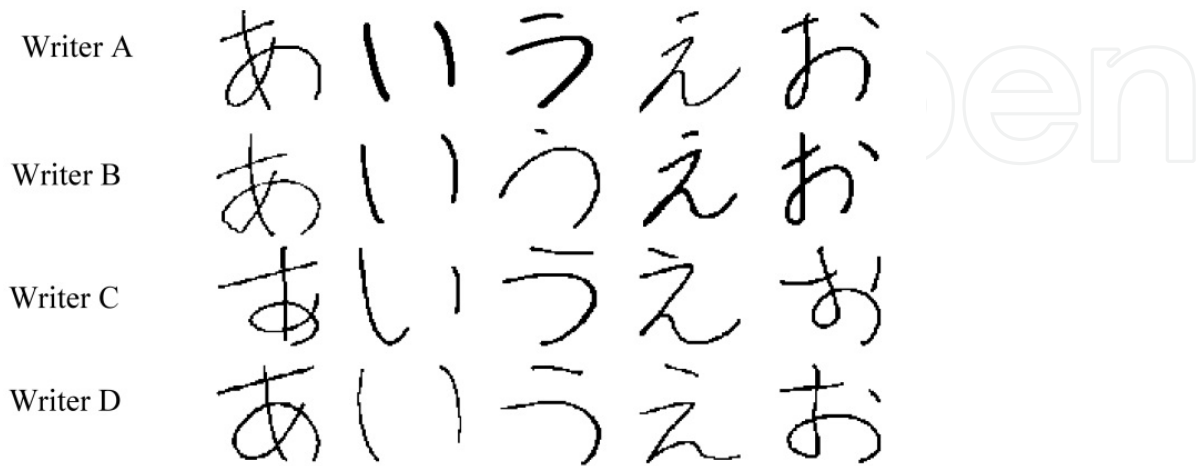 Writer A あ い う え お
Writer B あ い う え お
Writer C あ い う え お
Writer D あ い う え お